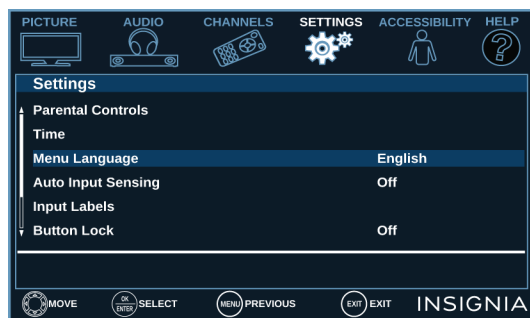 PICTURE AUDIO CHANNELS SETTINGS ACCESSIBILITY HELP
Settings
Parental Controls
Time
Menu Language English
Auto Input Sensing Off
Input Labels
Button Lock Off
MOVE OK ENTER SELECT MENU PREVIOUS EXIT EXIT INSIGNIA